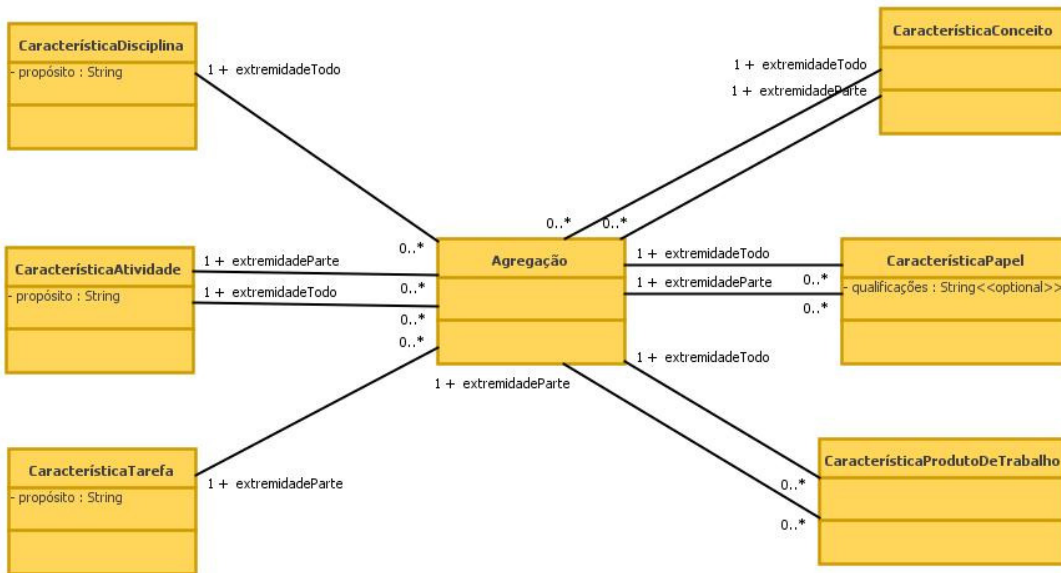 CaracterísticaDisciplina
- propósito : String
1 + extremidadeTodo
0..*
CaracterísticaConceito
1 + extremidadeTodo
1 + extremidadeParte
0..*
0..*
CaracterísticaAtividade
- propósito : String
1 + extremidadeParte
0..*
1 + extremidadeTodo
0..*
Agregação
1 + extremidadeTodo
0..*
1 + extremidadeParte
0..*
CaracterísticaPapel
- qualificações : String<<optional>>
CaracterísticaTarefa
- propósito : String
0..*
1 + extremidadeParte
1 + extremidadeParte
1 + extremidadeTodo
0..*
0..*
CaracterísticaProdutoDeTrabalho